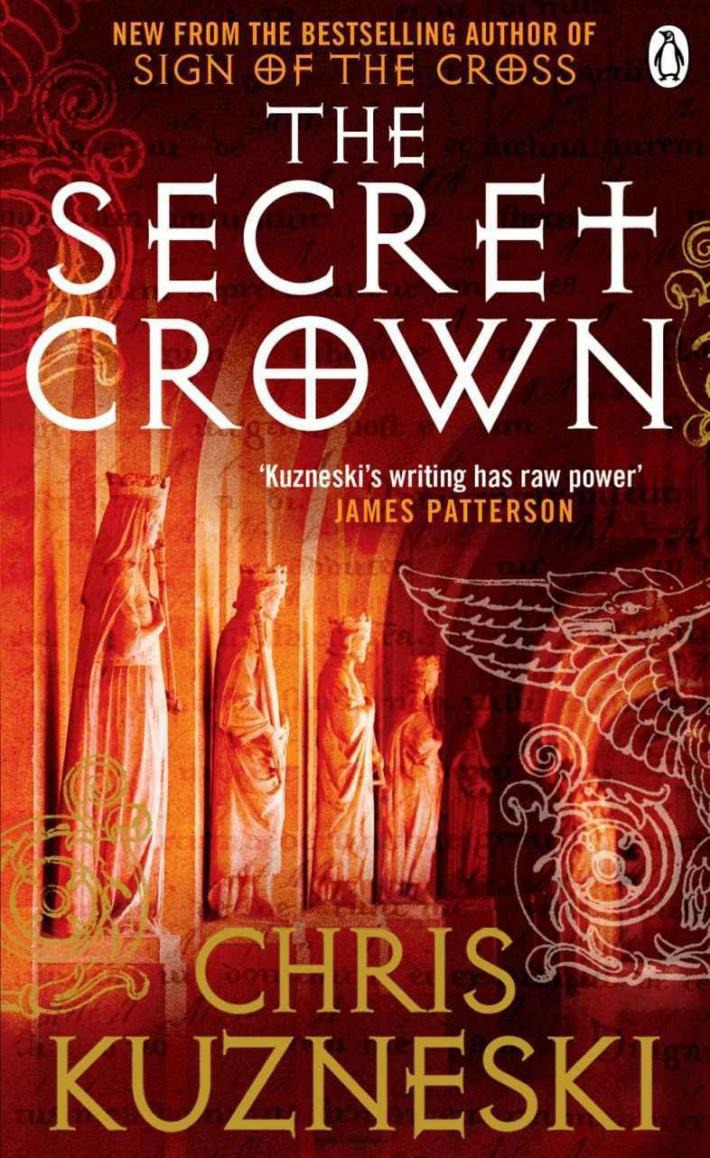 NEW FROM THE BESTSELLING AUTHOR OF
SIGN OF THE CROSS
THE
SECRET
CROWN
‘Kuzneski’s writing has raw power’
JAMES PATTERSON
CHRIS
KUZNESKI